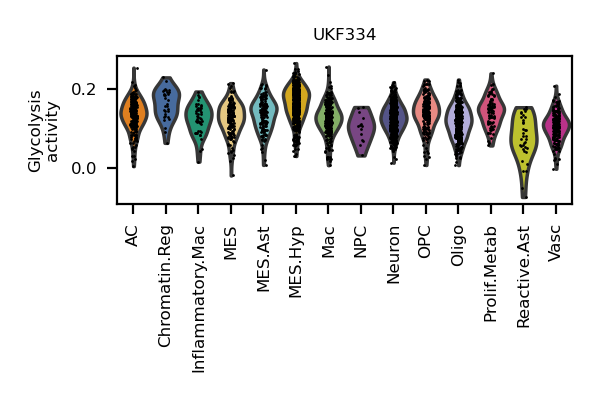 UKF334
Glycolysis
activity
0.2
0.0
AC
Chromatin.Reg
Inflammatory.Mac
MES
MES.Ast
MES.Hyp
Mac
NPC
Neuron
OPC
Oligo
Prolif.Metab
Reactive.Ast
Vasc